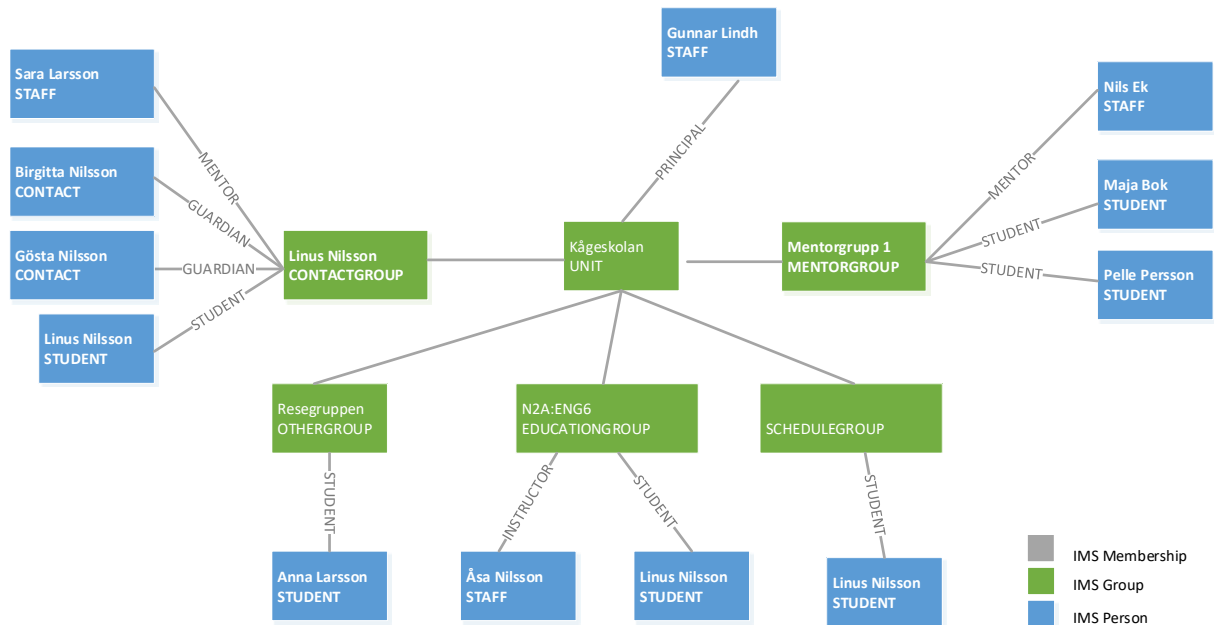 Gunnar Lindh
STAFF
Sara Larsson
STAFF
Nils Ek
STAFF
PRINCIPAL
MENTOR
MENTOR
Birgitta Nilsson
CONTACT
GUARDIAN
Maja Bok
STUDENT
STUDENT
Gösta Nilsson
CONTACT
GUARDIAN
Linus Nilsson
CONTACTGROUP
Kågeskolan
UNIT
Mentorgrupp 1
MENTORGROUP
STUDENT
Pelle Persson
STUDENT
STUDENT
Linus Nilsson
STUDENT
Resegruppen
OTHERGROUP
N2A:ENG6
EDUCATIONGROUP
SCHEDULEGROUP
STUDENT
INSTRUCTOR
STUDENT
STUDENT
Anna Larsson
STUDENT
Åsa Nilsson
STAFF
Linus Nilsson
STUDENT
Linus Nilsson
STUDENT
IMS Membership
IMS Group
IMS Person